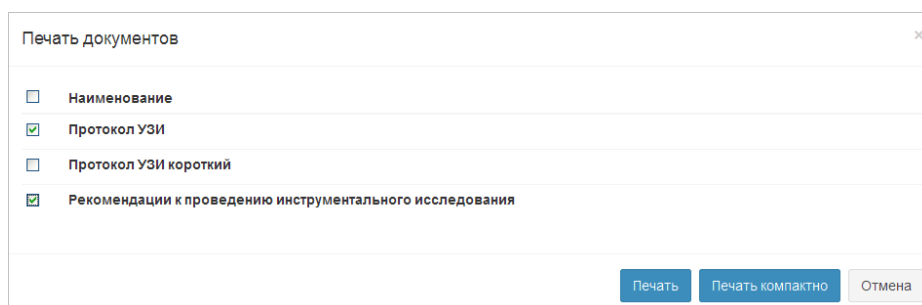 Печать документов
Наименование
Протокол УЗИ
Протокол УЗИ короткий
Рекомендации к проведению инструментального исследования
Печать Печать компактно Отмена